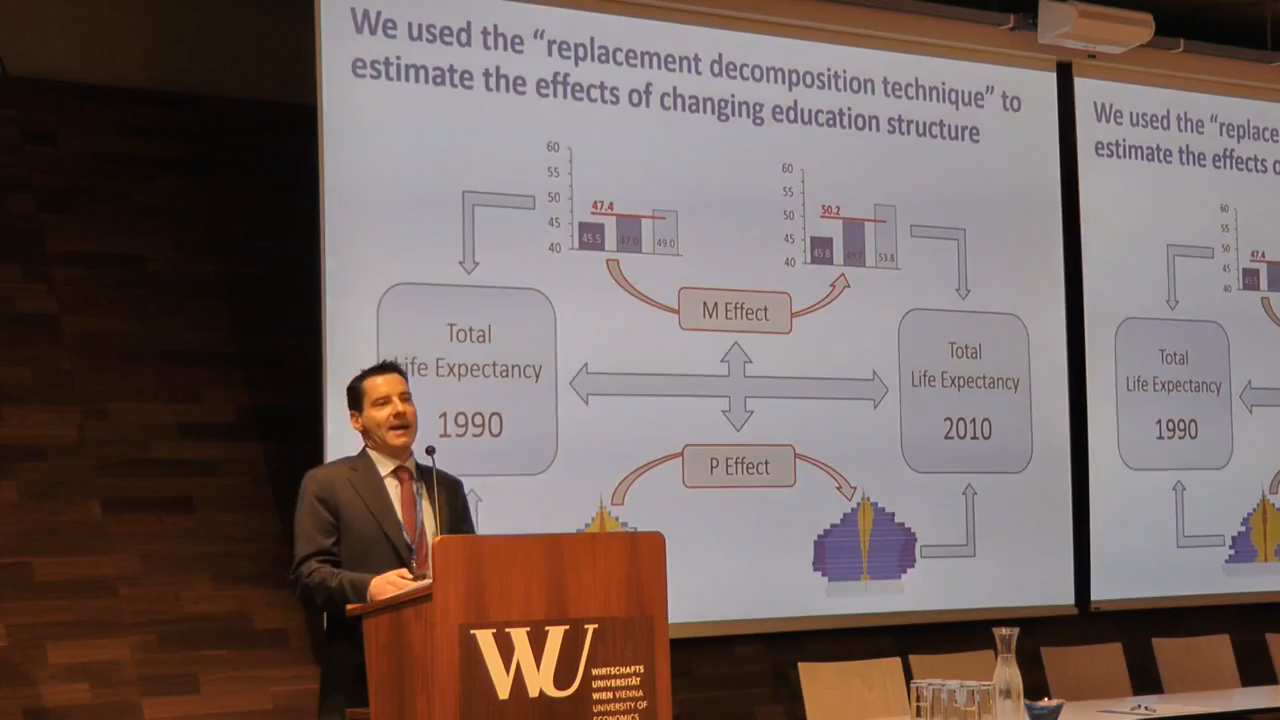 We used the “replacement decomposition technique” to
estimate the effects of changing education structure
60
55
50
45
40
47.4
45.5
47.0
49.0
60
55
50
45
40
50.2
45.8
53.8
M Effect
Total
Life Expectancy
1990
Total
Life Expectancy
2010
P Effect
We used the “replace
estimate the effects o
60
55
50
45
40
47.4
Total
Life Expectancy
1990
WU
WIRTSCHAFTS
UNIVERSITÄT
WIEN VIENNA
UNIVERSITY OF
ECONOMICS